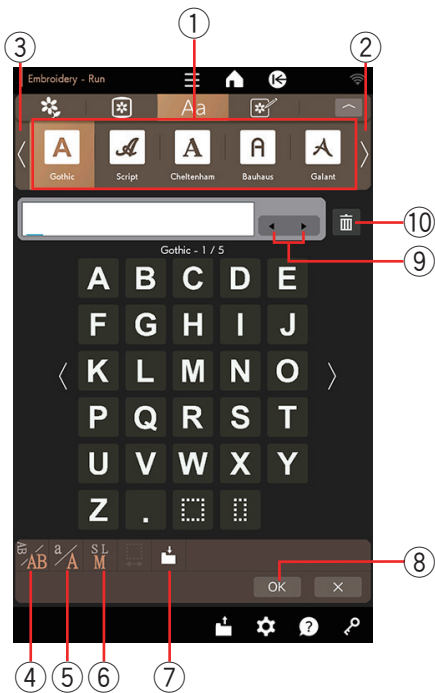 ①
③ ②
Embroidery - Run
Aa
A A A A A
Gothic Script Cheltenham Bauhaus Galant
⑩
⑨
Gothic - 1 / 5
A B C D E
F G H I J
K L M N O
P Q R S T
U V W X Y
Z .
AB/AB a/A S L M
⑧
OK ×
?
④ ⑤ ⑥ ⑦